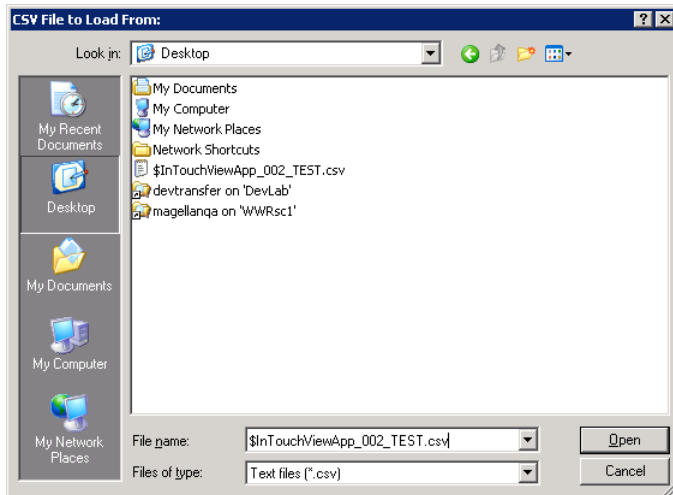 CSV File to Load From:
Look in:
Desktop
My Recent
Documents
Desktop
My Documents
My Computer
My Network
Places
My Documents
My Computer
My Network Places
Network Shortcuts
$InTouchViewApp_002_TEST.csv
devtransfer on 'DevLab'
magellanqa on 'WWRsc1'
File name:
$InTouchViewApp_002_TEST.csv
Open
Files of type:
Text files (*.csv)
Cancel